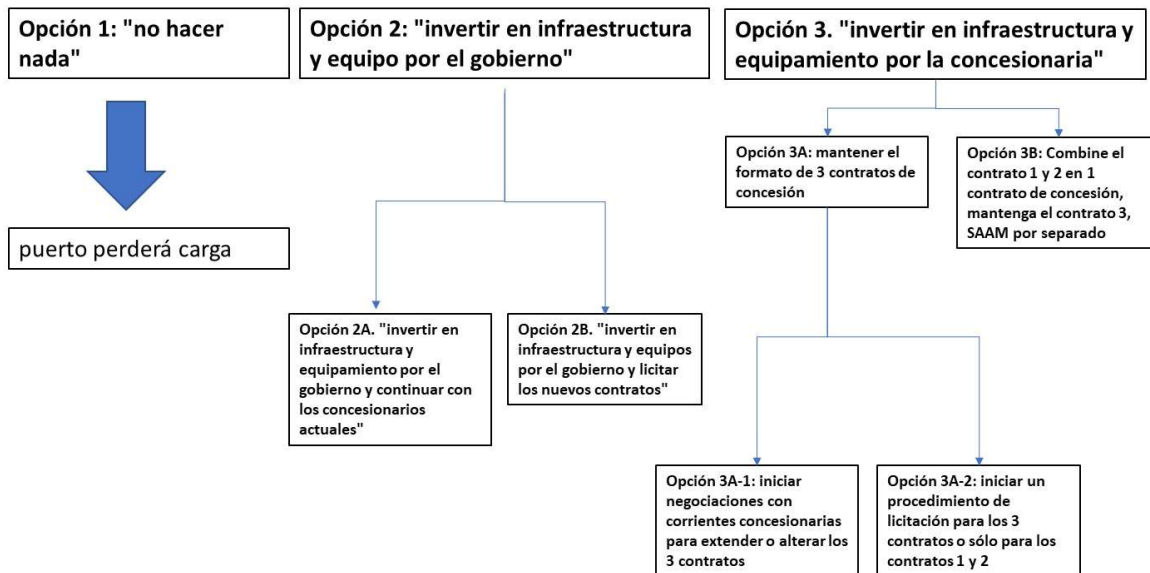 Opción 1: "no hacer
nada"
puerto perderá carga
Opción 2: "invertir en infraestructura
y equipo por el gobierno"
Opción 2A. "invertir en
infraestructura y
equipamiento por el
gobierno y continuar con
los concesionarios
actuales"
Opción 2B. "invertir en
infraestructura y equipos
por el gobierno y licitar
los nuevos contratos"
Opción 3. "invertir en infraestructura y
equipamiento por la concesionaria"
Opción 3A: mantener el
formato de 3 contratos de
concesión
Opción 3B: Combine el
contrato 1 y 2 en 1
contrato de concesión,
mantenga el contrato 3,
SAAM por separado
Opción 3A-1: iniciar
negociaciones con
corrientes concesionarias
para extender o alterar los
3 contratos
Opción 3A-2: iniciar un
procedimiento de
licitación para los 3
contratos o sólo para los
contratos 1 y 2